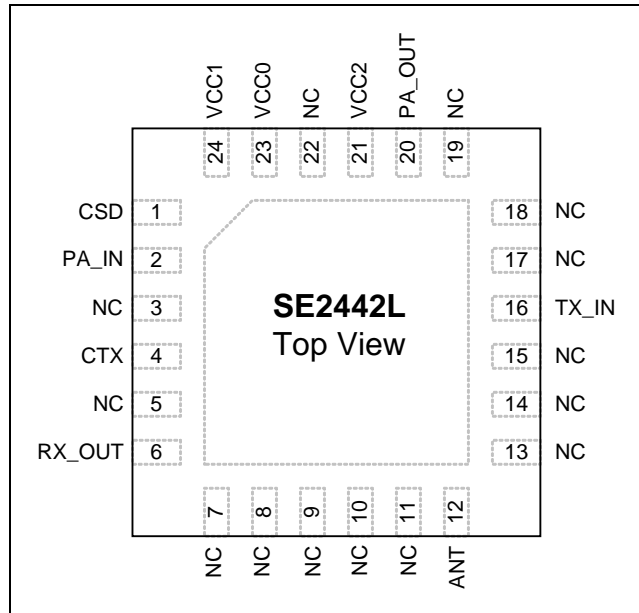 VCC1 VCC0 NC VCC2 PA_OUT NC
24 23 22 21 20 19
CSD 1 18 NC
PA_IN 2 17 NC
NC 3 16 TX_IN
CTX 4 15 NC
NC 5 14 NC
RX_OUT 6 13 NC
SE2442L
Top View
7 8 9 10 11 12
NC NC NC NC NC ANT